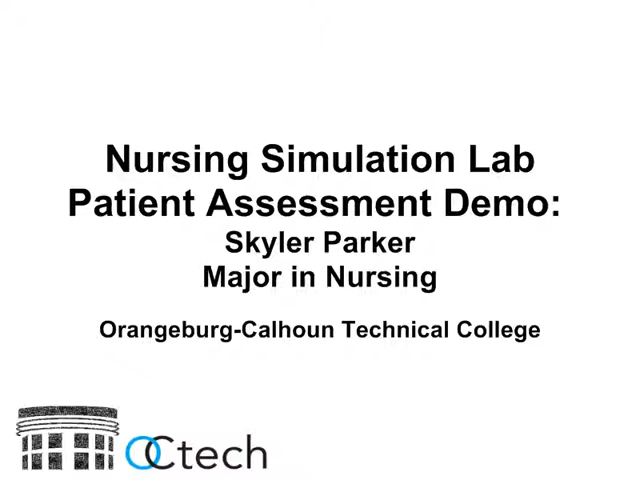 Nursing Simulation Lab
Patient Assessment Demo:
Skyler Parker
Major in Nursing
Orangeburg-Calhoun Technical College
OCtech